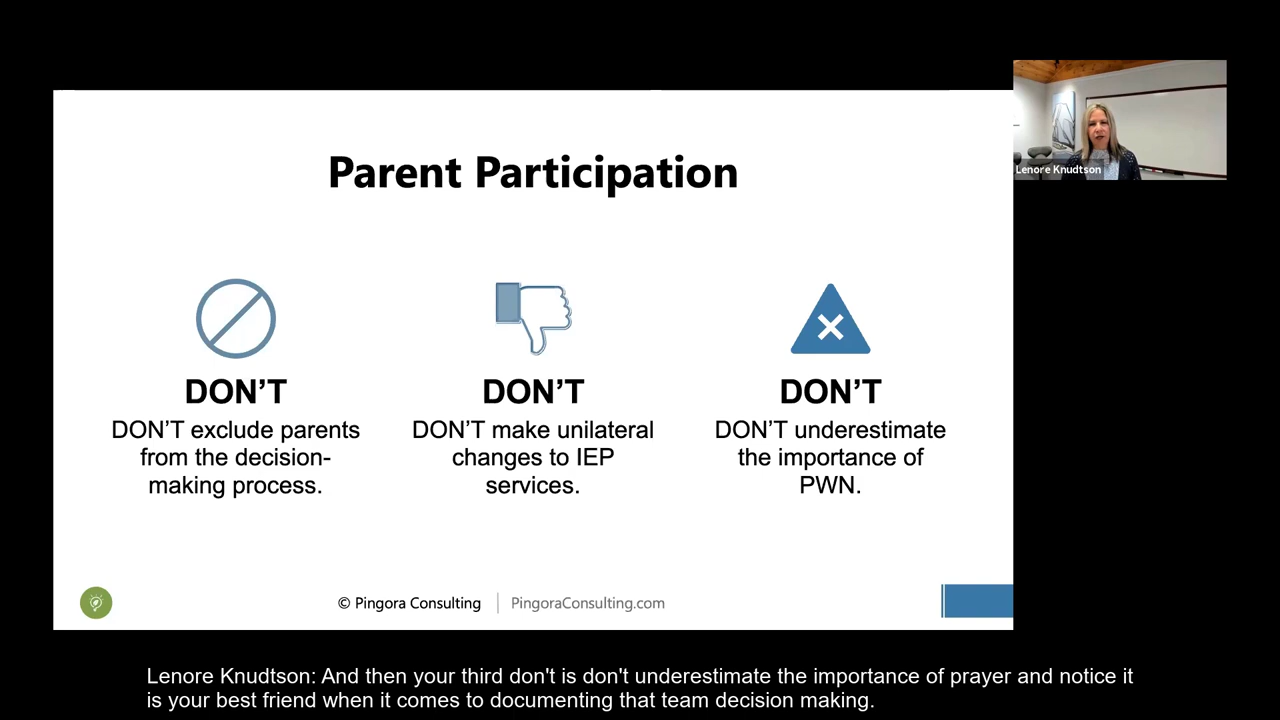 Parent Participation
Lenore Knudtson
DON'T
DON'T exclude parents
from the decision-
making process.
DON'T
DON'T make unilateral
changes to IEP
services.
DON'T
DON'T underestimate
the importance of
PWN.
© Pingora Consulting
PingoraConsulting.com
Lenore Knudtson: And then your third don't is don't underestimate the importance of prayer and notice it
is your best friend when it comes to documenting that team decision making.